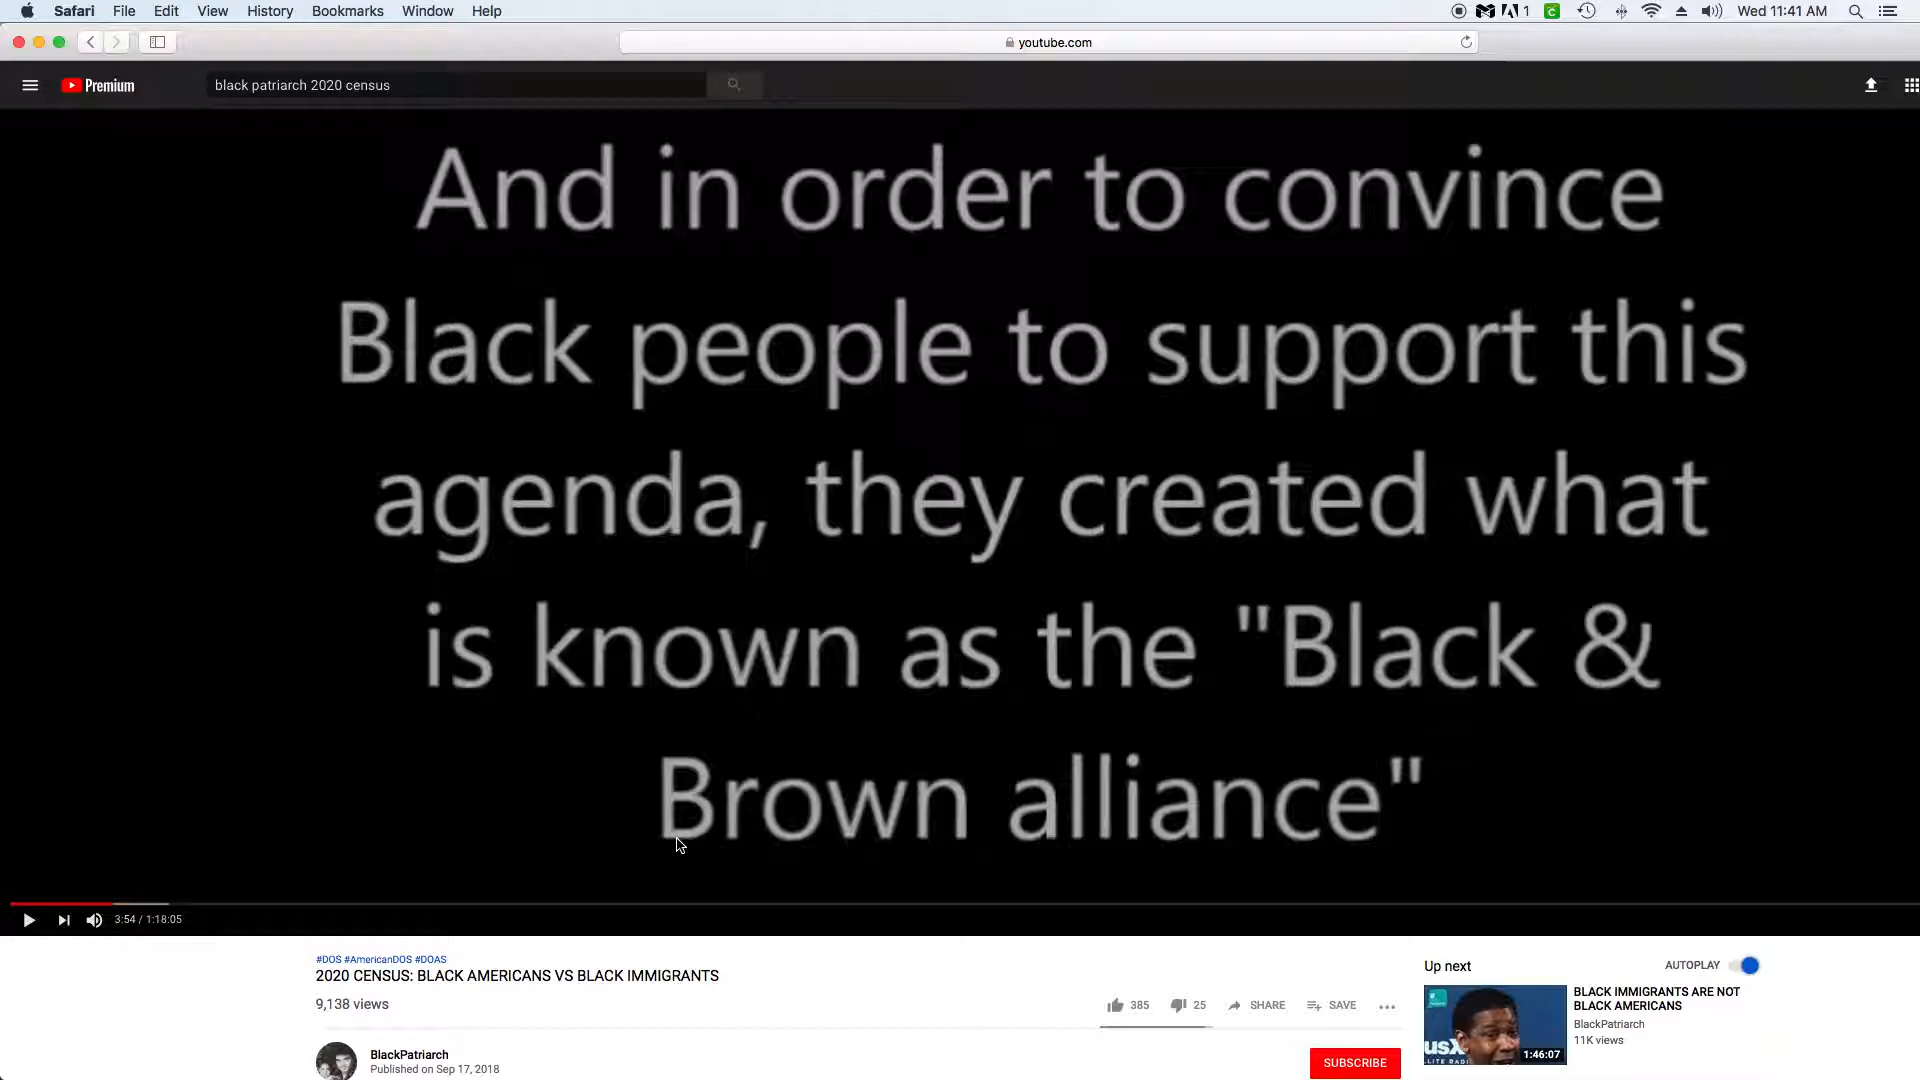 Safari File Edit View History Bookmarks Window Help 1 Wed 11:41 AM
youtube.com
Premium black patriarch 2020 census
And in order to convince
Black people to support this
agenda, they created what
is known as the "Black &
Brown alliance"
3:54 / 1:18:05
#DOS #AmericanDOS #DOAS
2020 CENSUS: BLACK AMERICANS VS BLACK IMMIGRANTS
9,138 views
385 25 SHARE SAVE
BlackPatriarch
Published on Sep 17, 2018
SUBSCRIBE
Up next AUTOPLAY
BLACK IMMIGRANTS ARE NOT
BLACK AMERICANS
BlackPatriarch
11K views
1:46:07